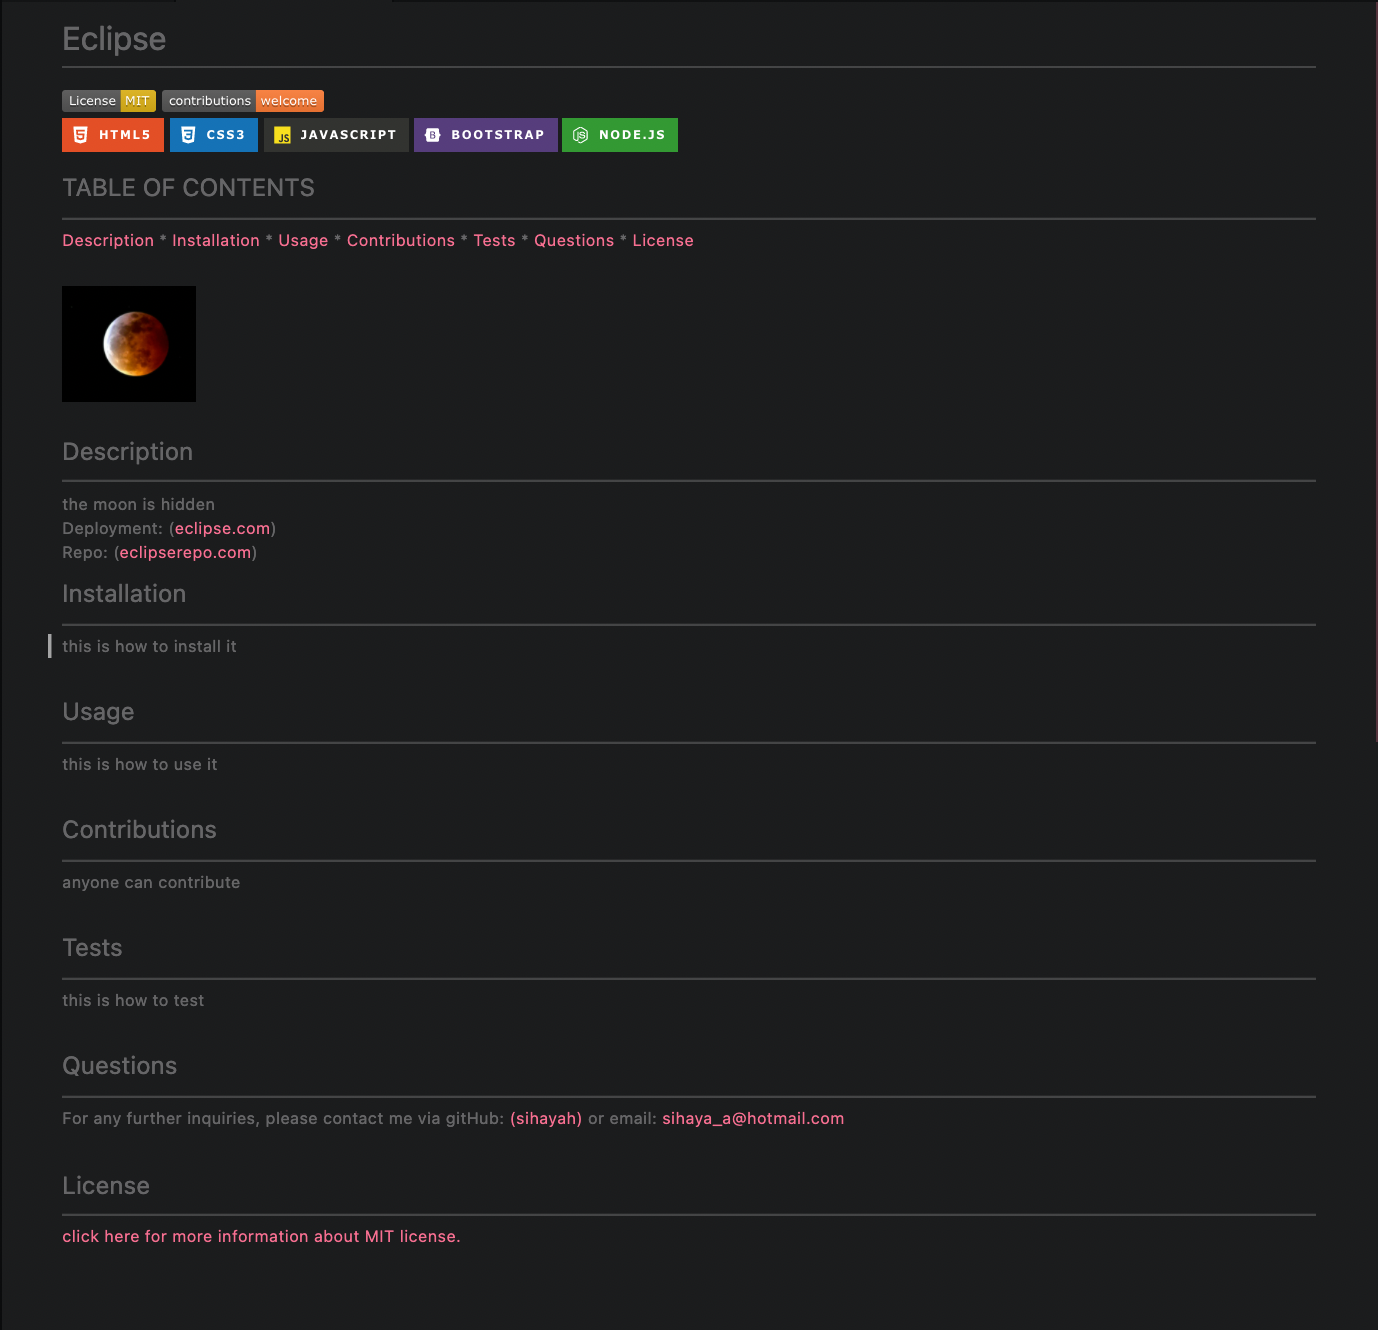 Eclipse
License MIT contributions welcome
HTML5 CSS3 JS JAVASCRIPT B BOOTSTRAP JS NODE.JS
TABLE OF CONTENTS
Description * Installation * Usage * Contributions * Tests * Questions * License
Description
the moon is hidden
Deployment: (eclipse.com)
Repo: (eclipserepo.com)
Installation
this is how to install it
Usage
this is how to use it
Contributions
anyone can contribute
Tests
this is how to test
Questions
For any further inquiries, please contact me via gitHub: (sihayah) or email: sihaya_a@hotmail.com
License
click here for more information about MIT license.